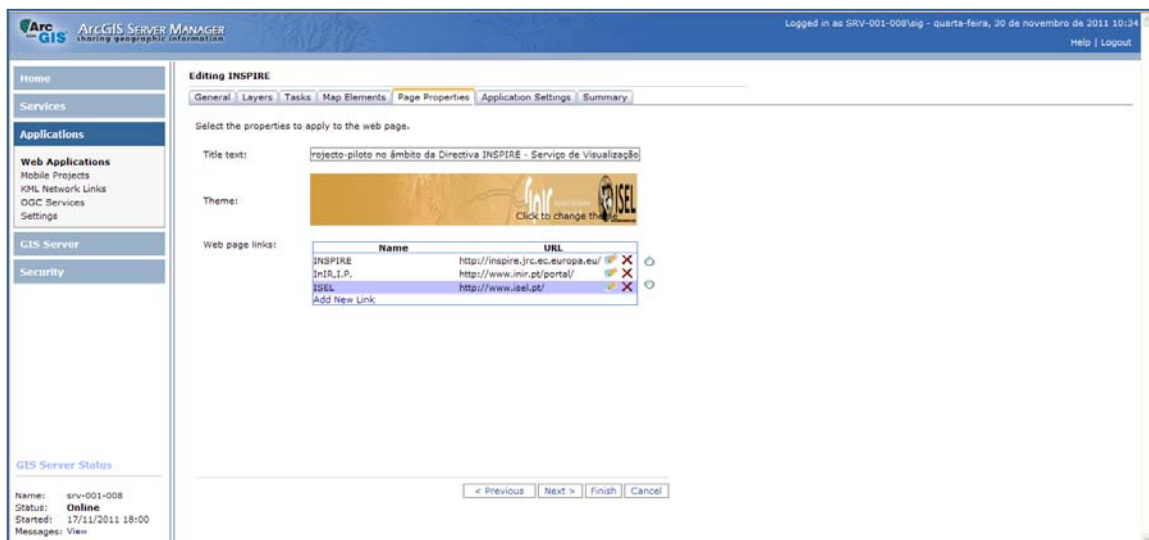 Arc GIS
ArcGIS Server Manager
sharing geographic information
Logged in as SRV-001-008\sig - quarta-feira, 30 de novembro de 2011 10:34
Help | Logout
Home
Services
Applications
Web Applications
Mobile Projects
KML Network Links
OGC Services
Settings
GIS Server
Security
GIS Server Status
Name: srv-001-008
Status: Online
Started: 17/11/2011 18:00
Messages: View
Editing INSPIRE
General Layers Tasks Map Elements Page Properties Application Settings Summary
Select the properties to apply to the web page.
Title text: rojecto-piloto no âmbito da Directiva INSPIRE - Serviço de Visualização
Theme:
InIR
ISEL
Click to change theme
Web page links:
Name URL
INSPIRE http://inspire.jrc.ec.europa.eu/
InIR,I.P. http://www.inir.pt/portal/
ISEL http://www.isel.pt/
Add New Link
< Previous Next > Finish Cancel